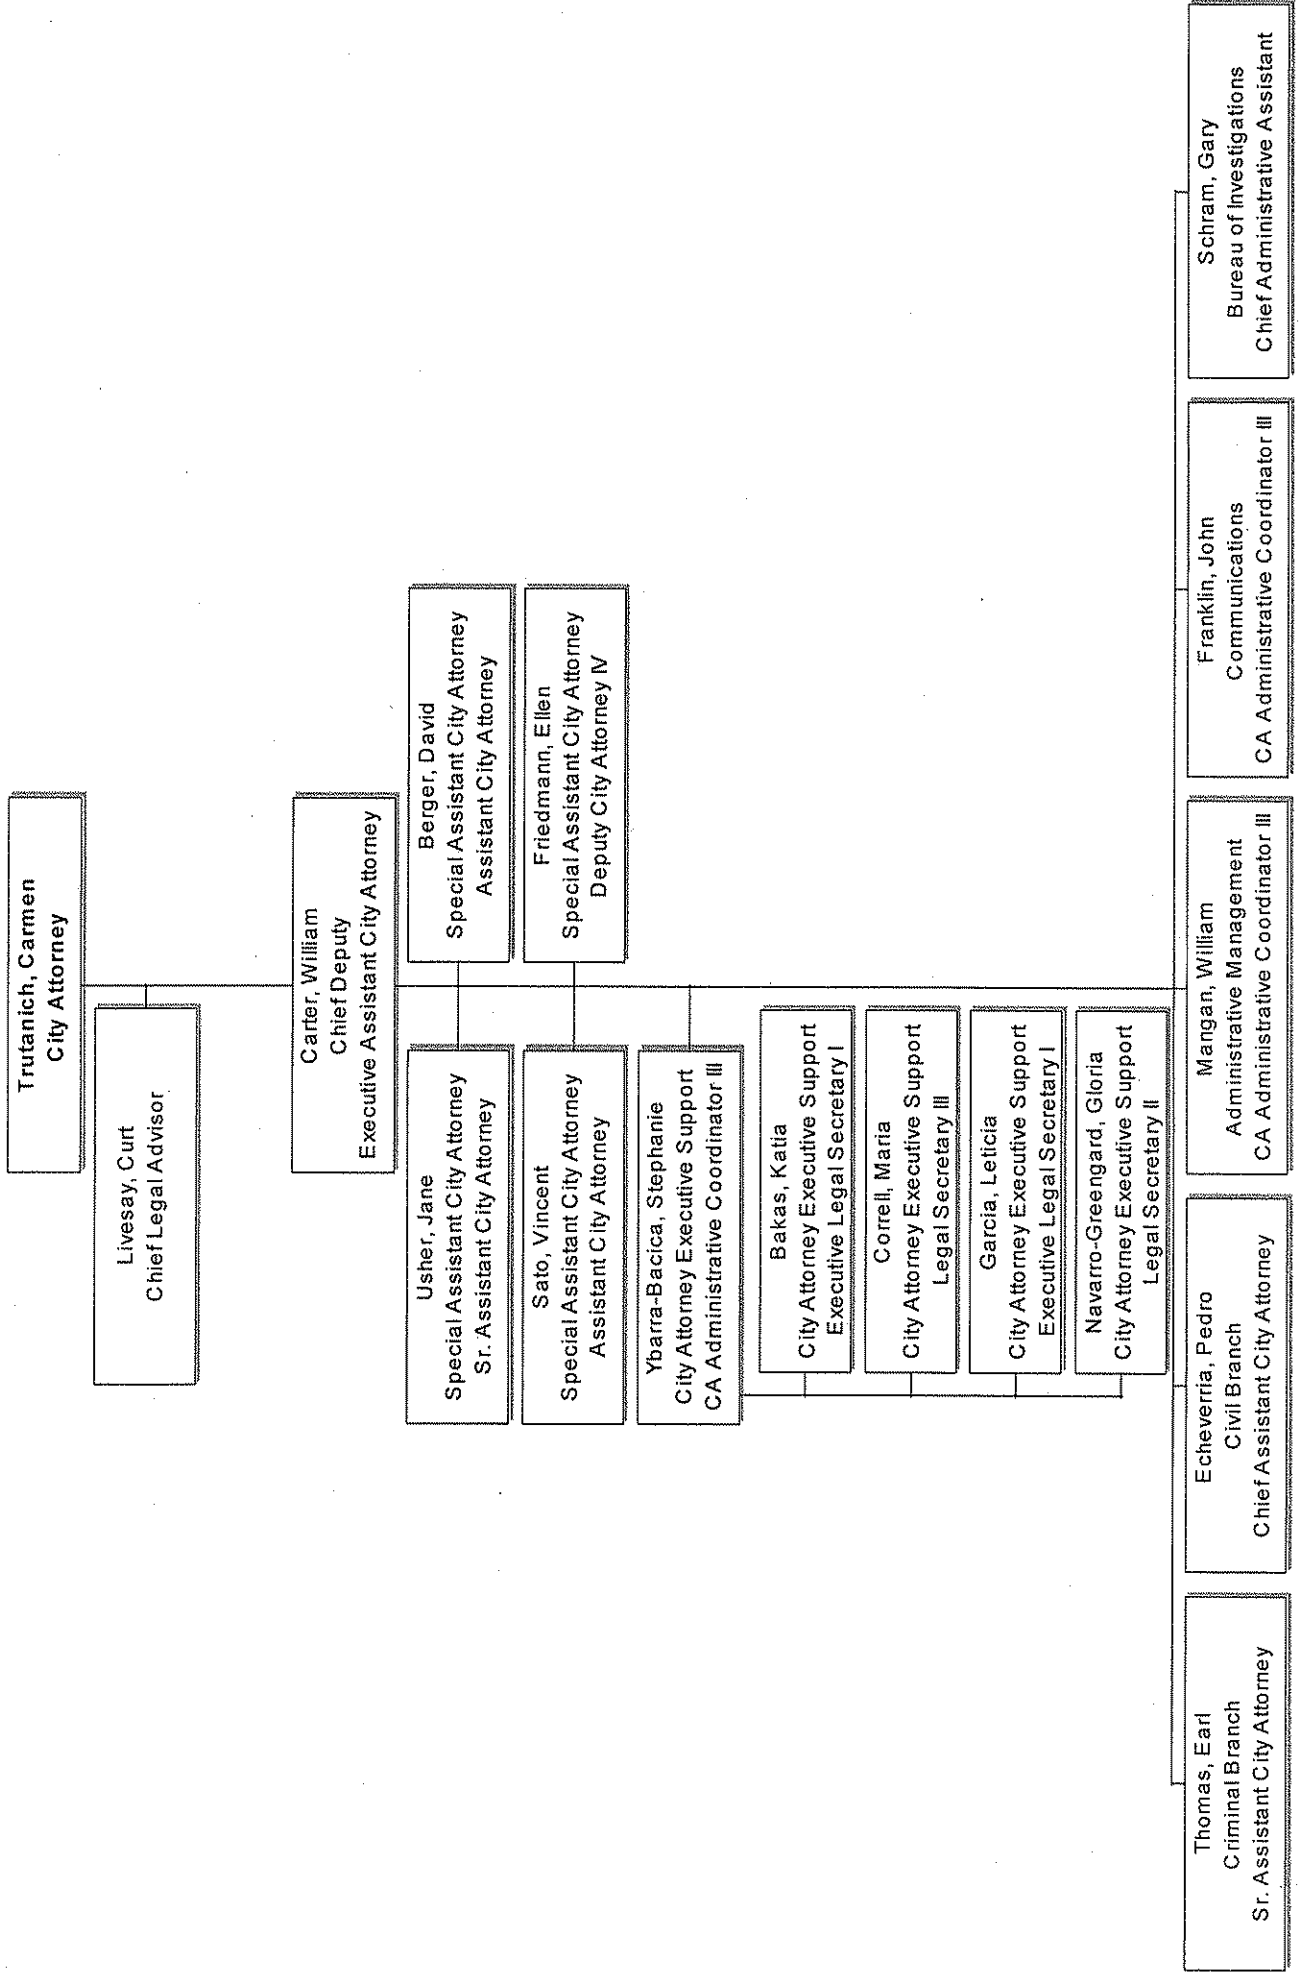 Trutanich, Carmen
City Attorney
Livesay, Curt
Chief Legal Advisor
Carter, William
Chief Deputy
Executive Assistant City Attorney
Usher, Jane
Special Assistant City Attorney
Sr. Assistant City Attorney
Berger, David
Special Assistant City Attorney
Assistant City Attorney
Sato, Vincent
Special Assistant City Attorney
Assistant City Attorney
Friedmann, Ellen
Special Assistant City Attorney
Deputy City Attorney IV
Ybarra-Bacica, Stephanie
City Attorney Executive Support
CA Administrative Coordinator III
Bakas, Katia
City Attorney Executive Support
Executive Legal Secretary I
Correll, Maria
City Attorney Executive Support
Legal Secretary III
Garcia, Leticia
City Attorney Executive Support
Executive Legal Secretary I
Navarro-Greengard, Gloria
City Attorney Executive Support
Legal Secretary II
Thomas, Earl
Criminal Branch
Sr. Assistant City Attorney
Echeverria, Pedro
Civil Branch
Chief Assistant City Attorney
Mangan, William
Administrative Management
CA Administrative Coordinator III
Franklin, John
Communications
CA Administrative Coordinator III
Schram, Gary
Bureau of Investigations
Chief Administrative Assistant